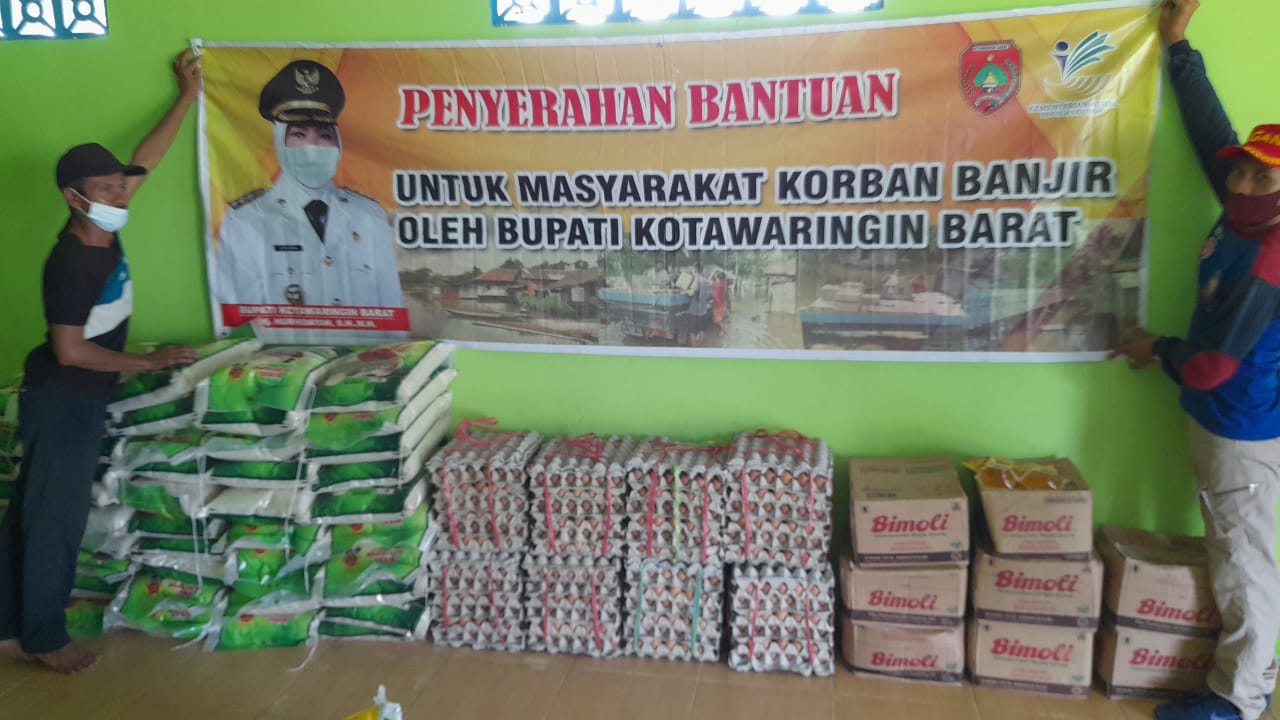 PENYERAHAN BANTUAN
UNTUK MASYARAKAT KORBAN BANJIR
OLEH BUPATI KOTAWARINGIN BARAT
BUPATI KOTAWARINGIN BARAT
Bimoli
Bimoli
Bimoli
Bimoli
Bimoli
Bimoli
Bimoli
Bimoli